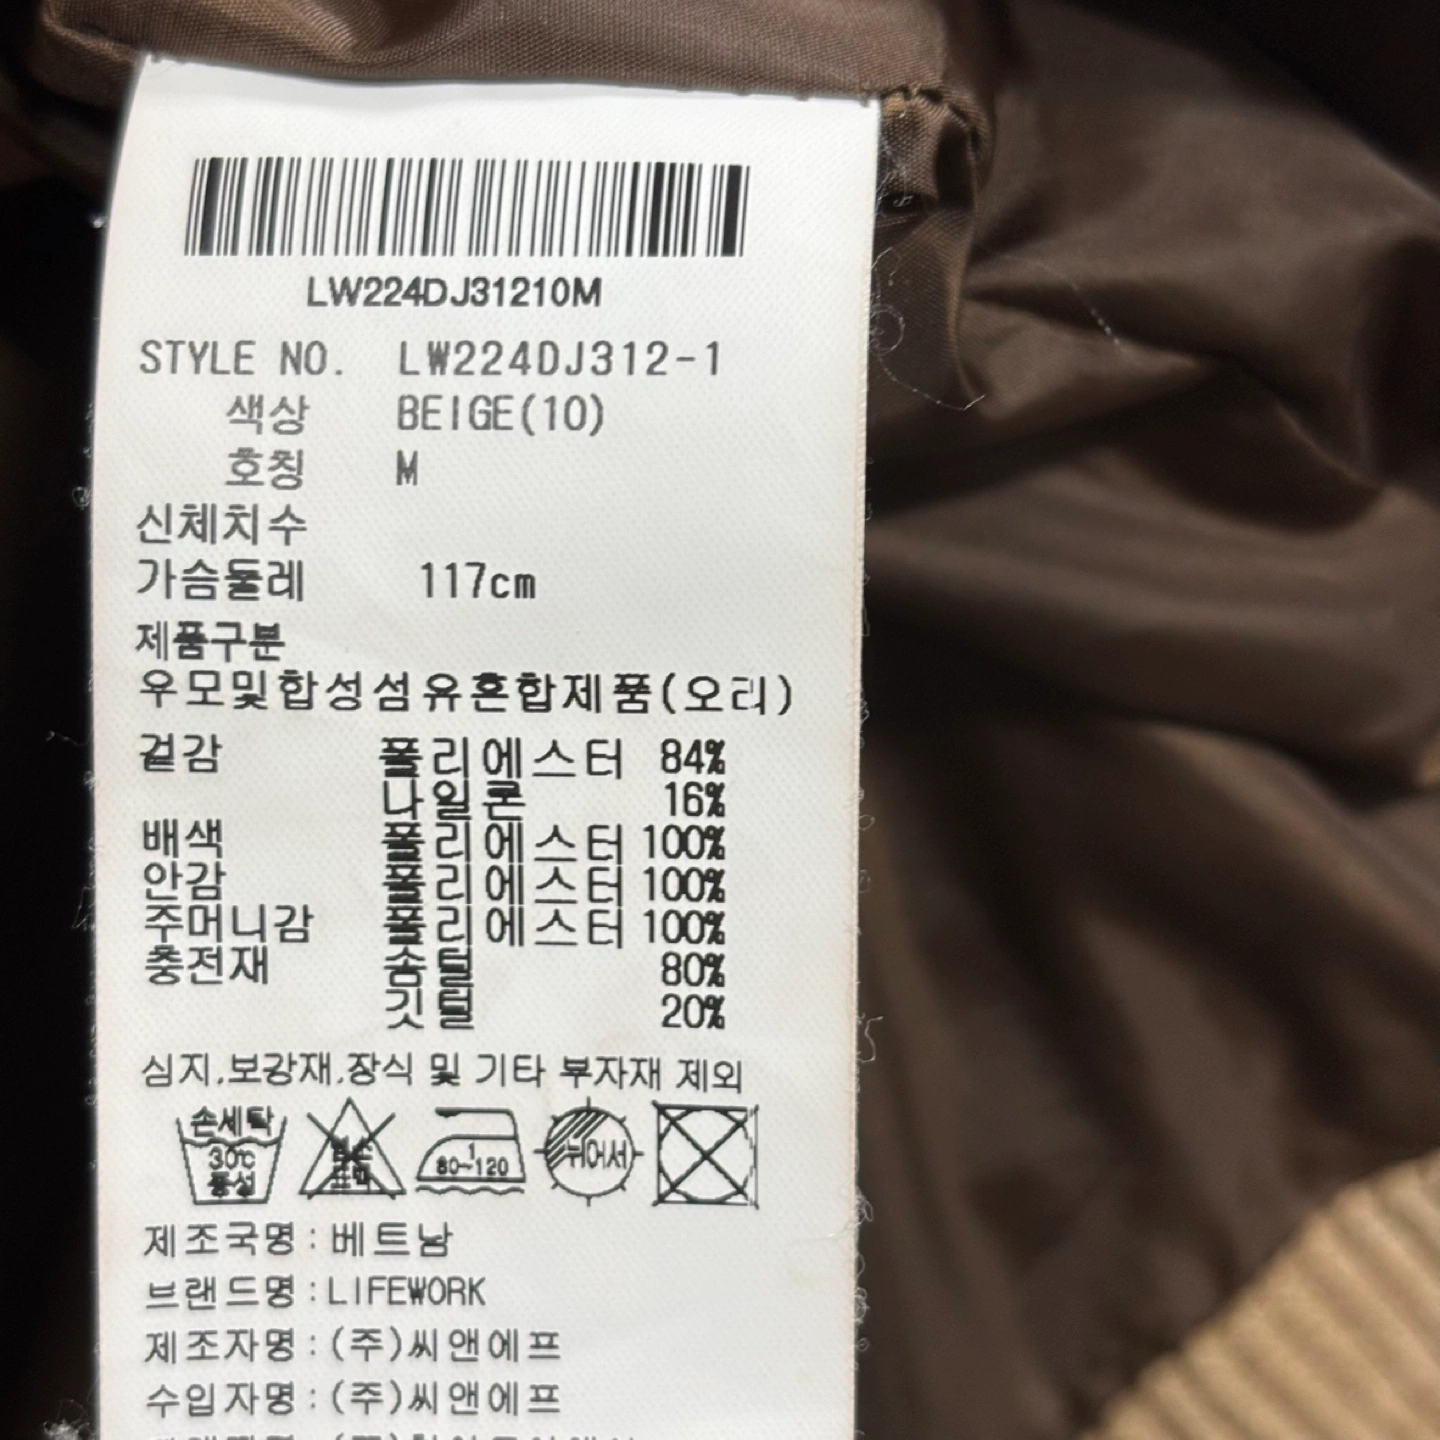 LW224DJ31210M
STYLE NO. LW224DJ312-1
색상 BEIGE(10)
호칭 M
신체치수
가슴둘레 117cm
제품구분
우모및합성섬유혼합제품(오리)
겉감 폴리에스터 84%
나일론 16%
배색 폴리에스터 100%
안감 폴리에스터 100%
주머니감 폴리에스터 100%
충전재 솜털 80%
깃털 20%
심지,보강재,장식 및 기타 부자재 제외
손세탁
30℃
중성
80~120
뉘어서
제조국명:베트남
브랜드명:LIFEWORK
제조자명:(주)씨앤에프
수입자명:(주)씨앤에프